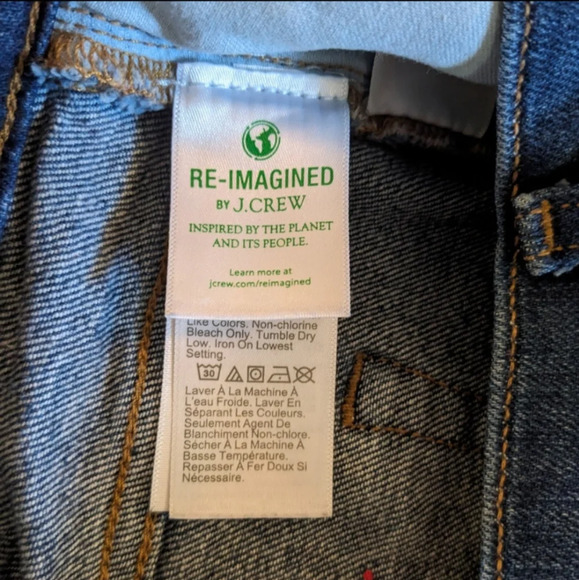 RE-IMAGINED
BY J.CREW
INSPIRED BY THE PLANET
AND ITS PEOPLE.
Learn more at
jcrew.com/reimagined
Like Colors. Non-chlorine
Bleach Only. Tumble Dry
Low. Iron On Lowest
Setting.
30
Laver À La Machine À
L'eau Froide. Laver En
Séparant Les Couleurs.
Seulement Agent De
Blanchiment Non-chlore.
Sécher À La Machine À
Basse Température.
Repasser À Fer Doux Si
Nécessaire.